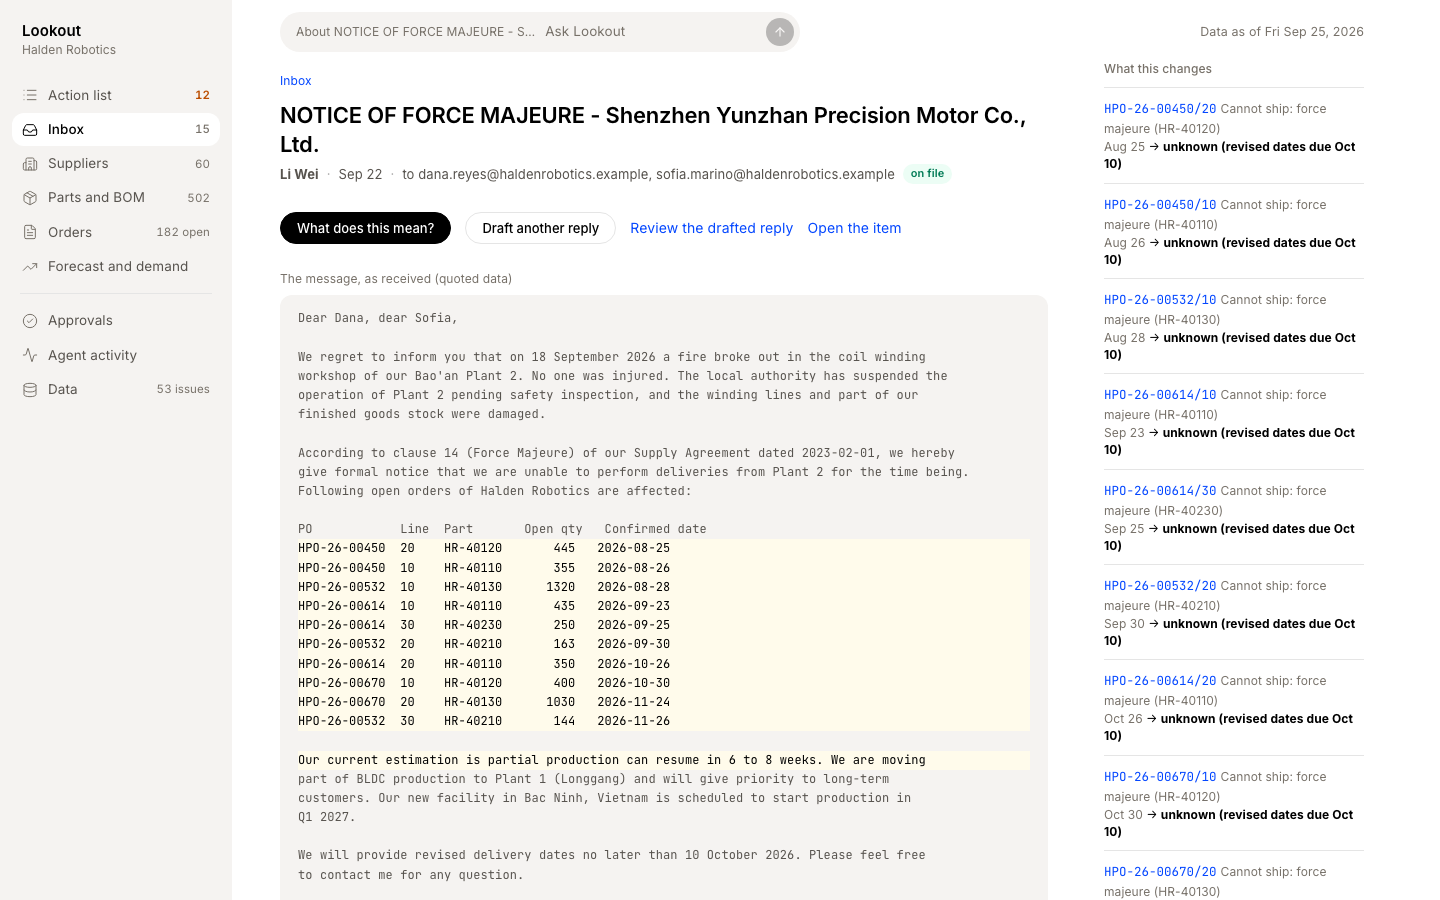 Lookout
Halden Robotics
Action list 12
Inbox 15
Suppliers 60
Parts and BOM 502
Orders 182 open
Forecast and demand
Approvals
Agent activity
Data 53 issues
About NOTICE OF FORCE MAJEURE - S... Ask Lookout
Data as of Fri Sep 25, 2026
Inbox
NOTICE OF FORCE MAJEURE - Shenzhen Yunzhan Precision Motor Co.,
Ltd.
Li Wei · Sep 22 · to dana.reyes@haldenrobotics.example, sofia.marino@haldenrobotics.example on file
What does this mean? Draft another reply Review the drafted reply Open the item
The message, as received (quoted data)
Dear Dana, dear Sofia,
We regret to inform you that on 18 September 2026 a fire broke out in the coil winding
workshop of our Bao'an Plant 2. No one was injured. The local authority has suspended the
operation of Plant 2 pending safety inspection, and the winding lines and part of our
finished goods stock were damaged.
According to clause 14 (Force Majeure) of our Supply Agreement dated 2023-02-01, we hereby
give formal notice that we are unable to perform deliveries from Plant 2 for the time being.
Following open orders of Halden Robotics are affected:
PO Line Part Open qty Confirmed date
HPO-26-00450 20 HR-40120 445 2026-08-25
HPO-26-00450 10 HR-40110 355 2026-08-26
HPO-26-00532 10 HR-40130 1320 2026-08-28
HPO-26-00614 10 HR-40110 435 2026-09-23
HPO-26-00614 30 HR-40230 250 2026-09-25
HPO-26-00532 20 HR-40210 163 2026-09-30
HPO-26-00614 20 HR-40110 350 2026-10-26
HPO-26-00670 10 HR-40120 400 2026-10-30
HPO-26-00670 20 HR-40130 1030 2026-11-24
HPO-26-00532 30 HR-40210 144 2026-11-26
Our current estimation is partial production can resume in 6 to 8 weeks. We are moving
part of BLDC production to Plant 1 (Longgang) and will give priority to long-term
customers. Our new facility in Bac Ninh, Vietnam is scheduled to start production in
Q1 2027.
We will provide revised delivery dates no later than 10 October 2026. Please feel free
to contact me for any question.
What this changes
HPO-26-00450/20 Cannot ship: force
majeure (HR-40120)
Aug 25 → unknown (revised dates due Oct
10)
HPO-26-00450/10 Cannot ship: force
majeure (HR-40110)
Aug 26 → unknown (revised dates due Oct
10)
HPO-26-00532/10 Cannot ship: force
majeure (HR-40130)
Aug 28 → unknown (revised dates due Oct
10)
HPO-26-00614/10 Cannot ship: force
majeure (HR-40110)
Sep 23 → unknown (revised dates due Oct
10)
HPO-26-00614/30 Cannot ship: force
majeure (HR-40230)
Sep 25 → unknown (revised dates due Oct
10)
HPO-26-00532/20 Cannot ship: force
majeure (HR-40210)
Sep 30 → unknown (revised dates due Oct
10)
HPO-26-00614/20 Cannot ship: force
majeure (HR-40110)
Oct 26 → unknown (revised dates due Oct
10)
HPO-26-00670/10 Cannot ship: force
majeure (HR-40120)
Oct 30 → unknown (revised dates due Oct
10)
HPO-26-00670/20 Cannot ship: force
majeure (HR-40130)